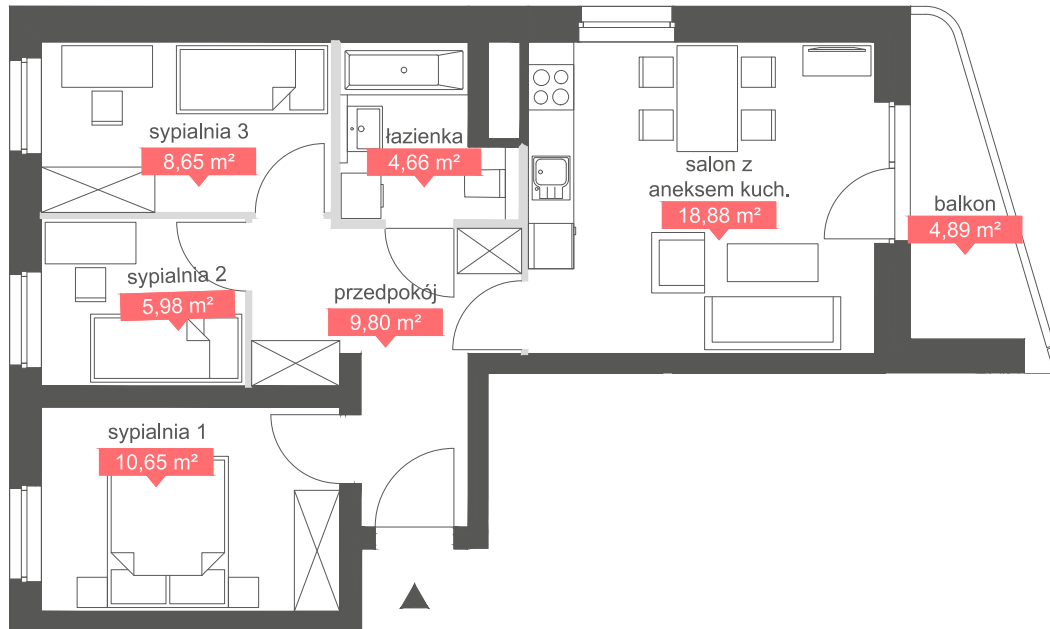 sypialnia 3
8,65 m²
łazienka
4,66 m²
salon z
aneksem kuch.
18,88 m²
balkon
4,89 m²
sypialnia 2
5,98 m²
przedpokój
9,80 m²
sypialnia 1
10,65 m²